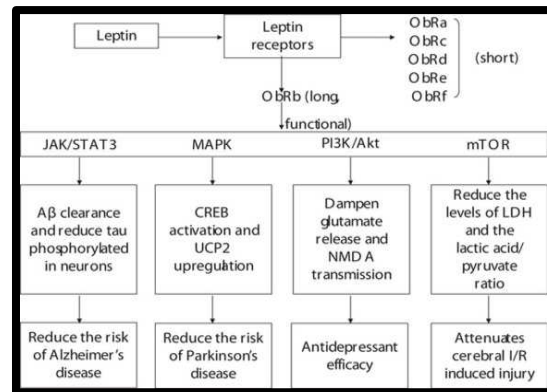 Leptin
Leptin
receptors
ObRa
ObRc
ObRd
ObRe
ObRf
(short)
ObRb (long,
functional)
JAK/STAT3 MAPK PI3K/Akt mTOR
Aβ clearance
and reduce tau
phosphorylated
in neurons
CREB
activation and
UCP2
upregulation
Dampen
glutamate
release and
NMD A
transmission
Reduce the
levels of LDH
and the
lactic acid/
pyruvate
ratio
Reduce the risk
of Alzheimer's
disease
Reduce the risk
of Parkinson's
disease
Antidepressant
efficacy
Attenuates
cerebral I/R
induced injury